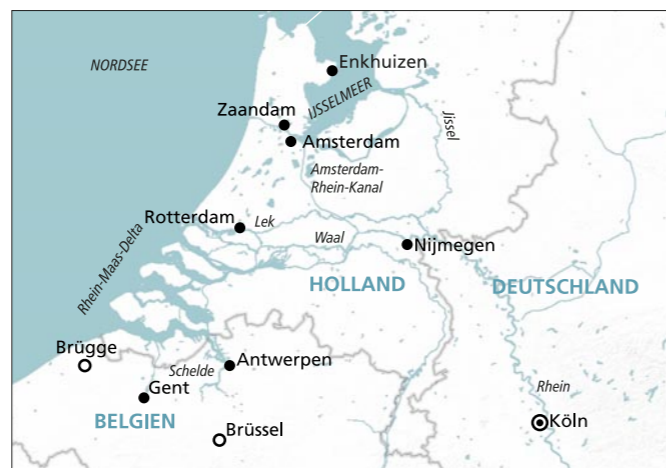 NORDSEE
Enkhuizen
IJSSELMEER
Zaandam
Amsterdam
IJssel
Amsterdam-
Rhein-Kanal
Rotterdam
Lek
Waal
Nijmegen
Rhein-Maas-Delta
HOLLAND
DEUTSCHLAND
Brügge
Schelde
Antwerpen
Gent
Rhein
BELGIEN
Brüssel
Köln